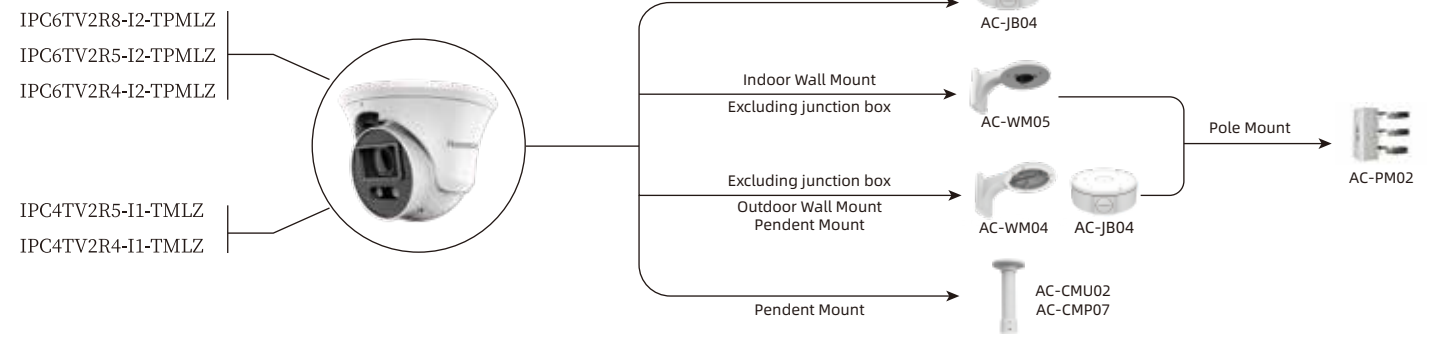 IPC6TV2R8-I2-TPMLZ
IPC6TV2R5-I2-TPMLZ
IPC6TV2R4-I2-TPMLZ
IPC4TV2R5-I1-TMLZ
IPC4TV2R4-I1-TMLZ
AC-JB04
Indoor Wall Mount
Excluding junction box
AC-WM05
Pole Mount
AC-PM02
Excluding junction box
Outdoor Wall Mount
Pendent Mount
AC-WM04
AC-JB04
Pendent Mount
AC-CMU02
AC-CMP07